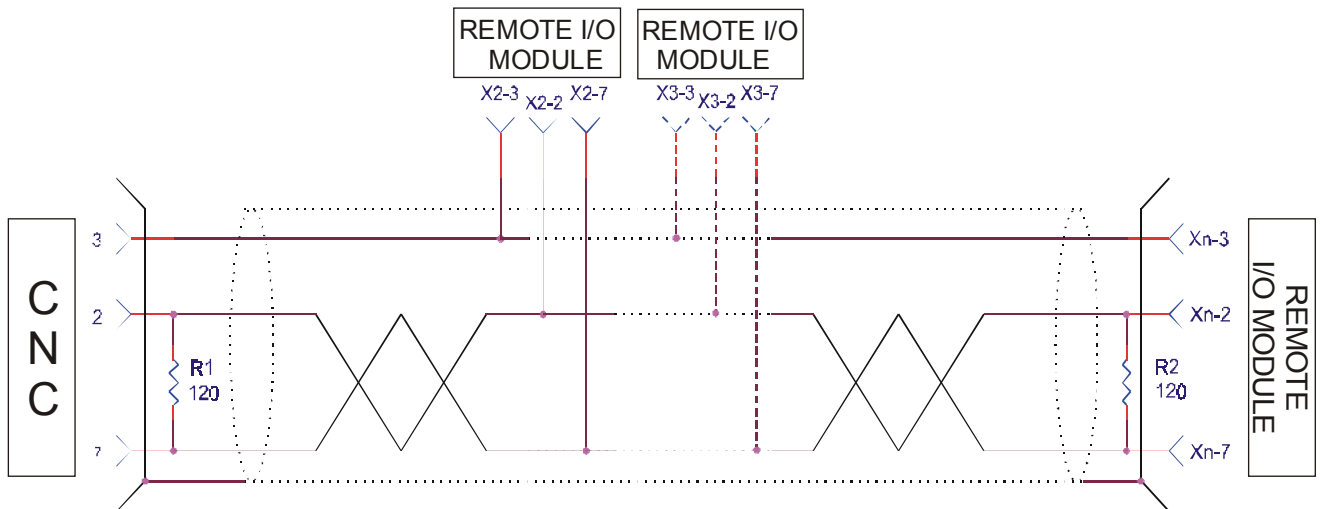 REMOTE I/O
MODULE
REMOTE I/O
MODULE
X2-3 X2-2 X2-7
X3-3 X3-2 X3-7
CNC
3
2
7
R1
120
R2
120
Xn-3
Xn-2
Xn-7
REMOTE
I/O MODULE